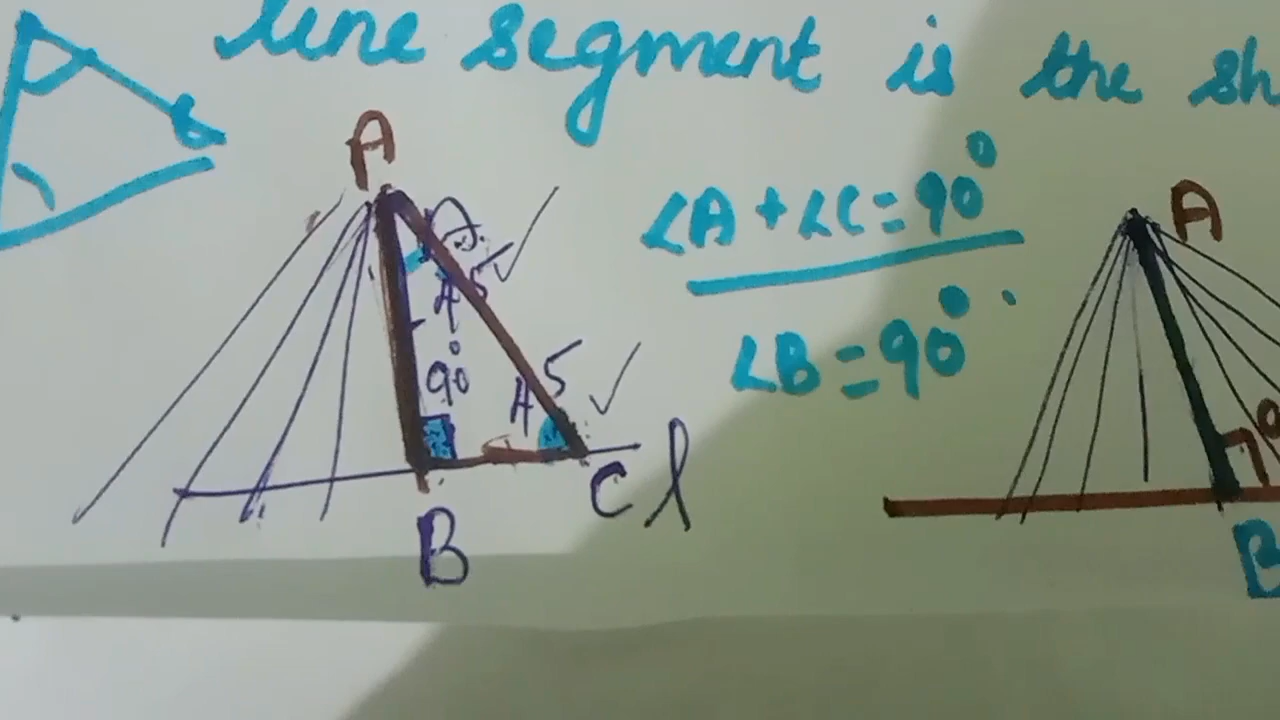 line segment is the sh
A
A
∠A + ∠C = 90°
45
∠B = 90°
90°
45
B
C l
B